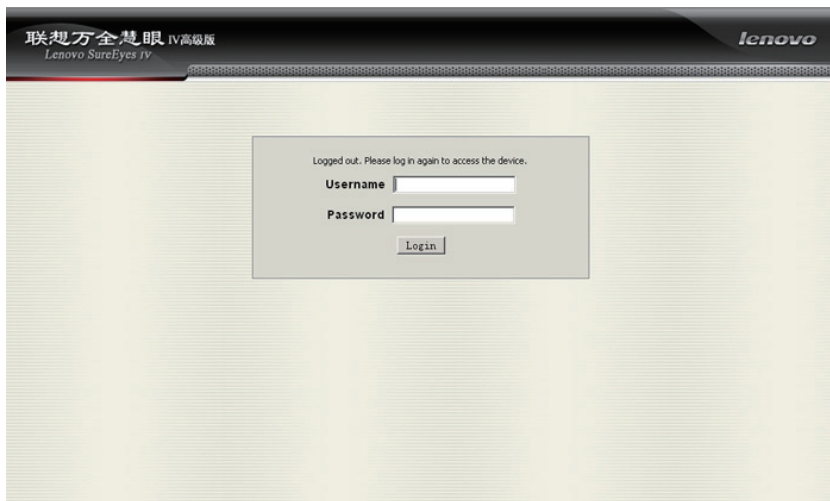 联想万全慧眼 IV高级版
Lenovo SureEyes IV
lenovo
Logged out. Please log in again to access the device.
Username
Password
Login